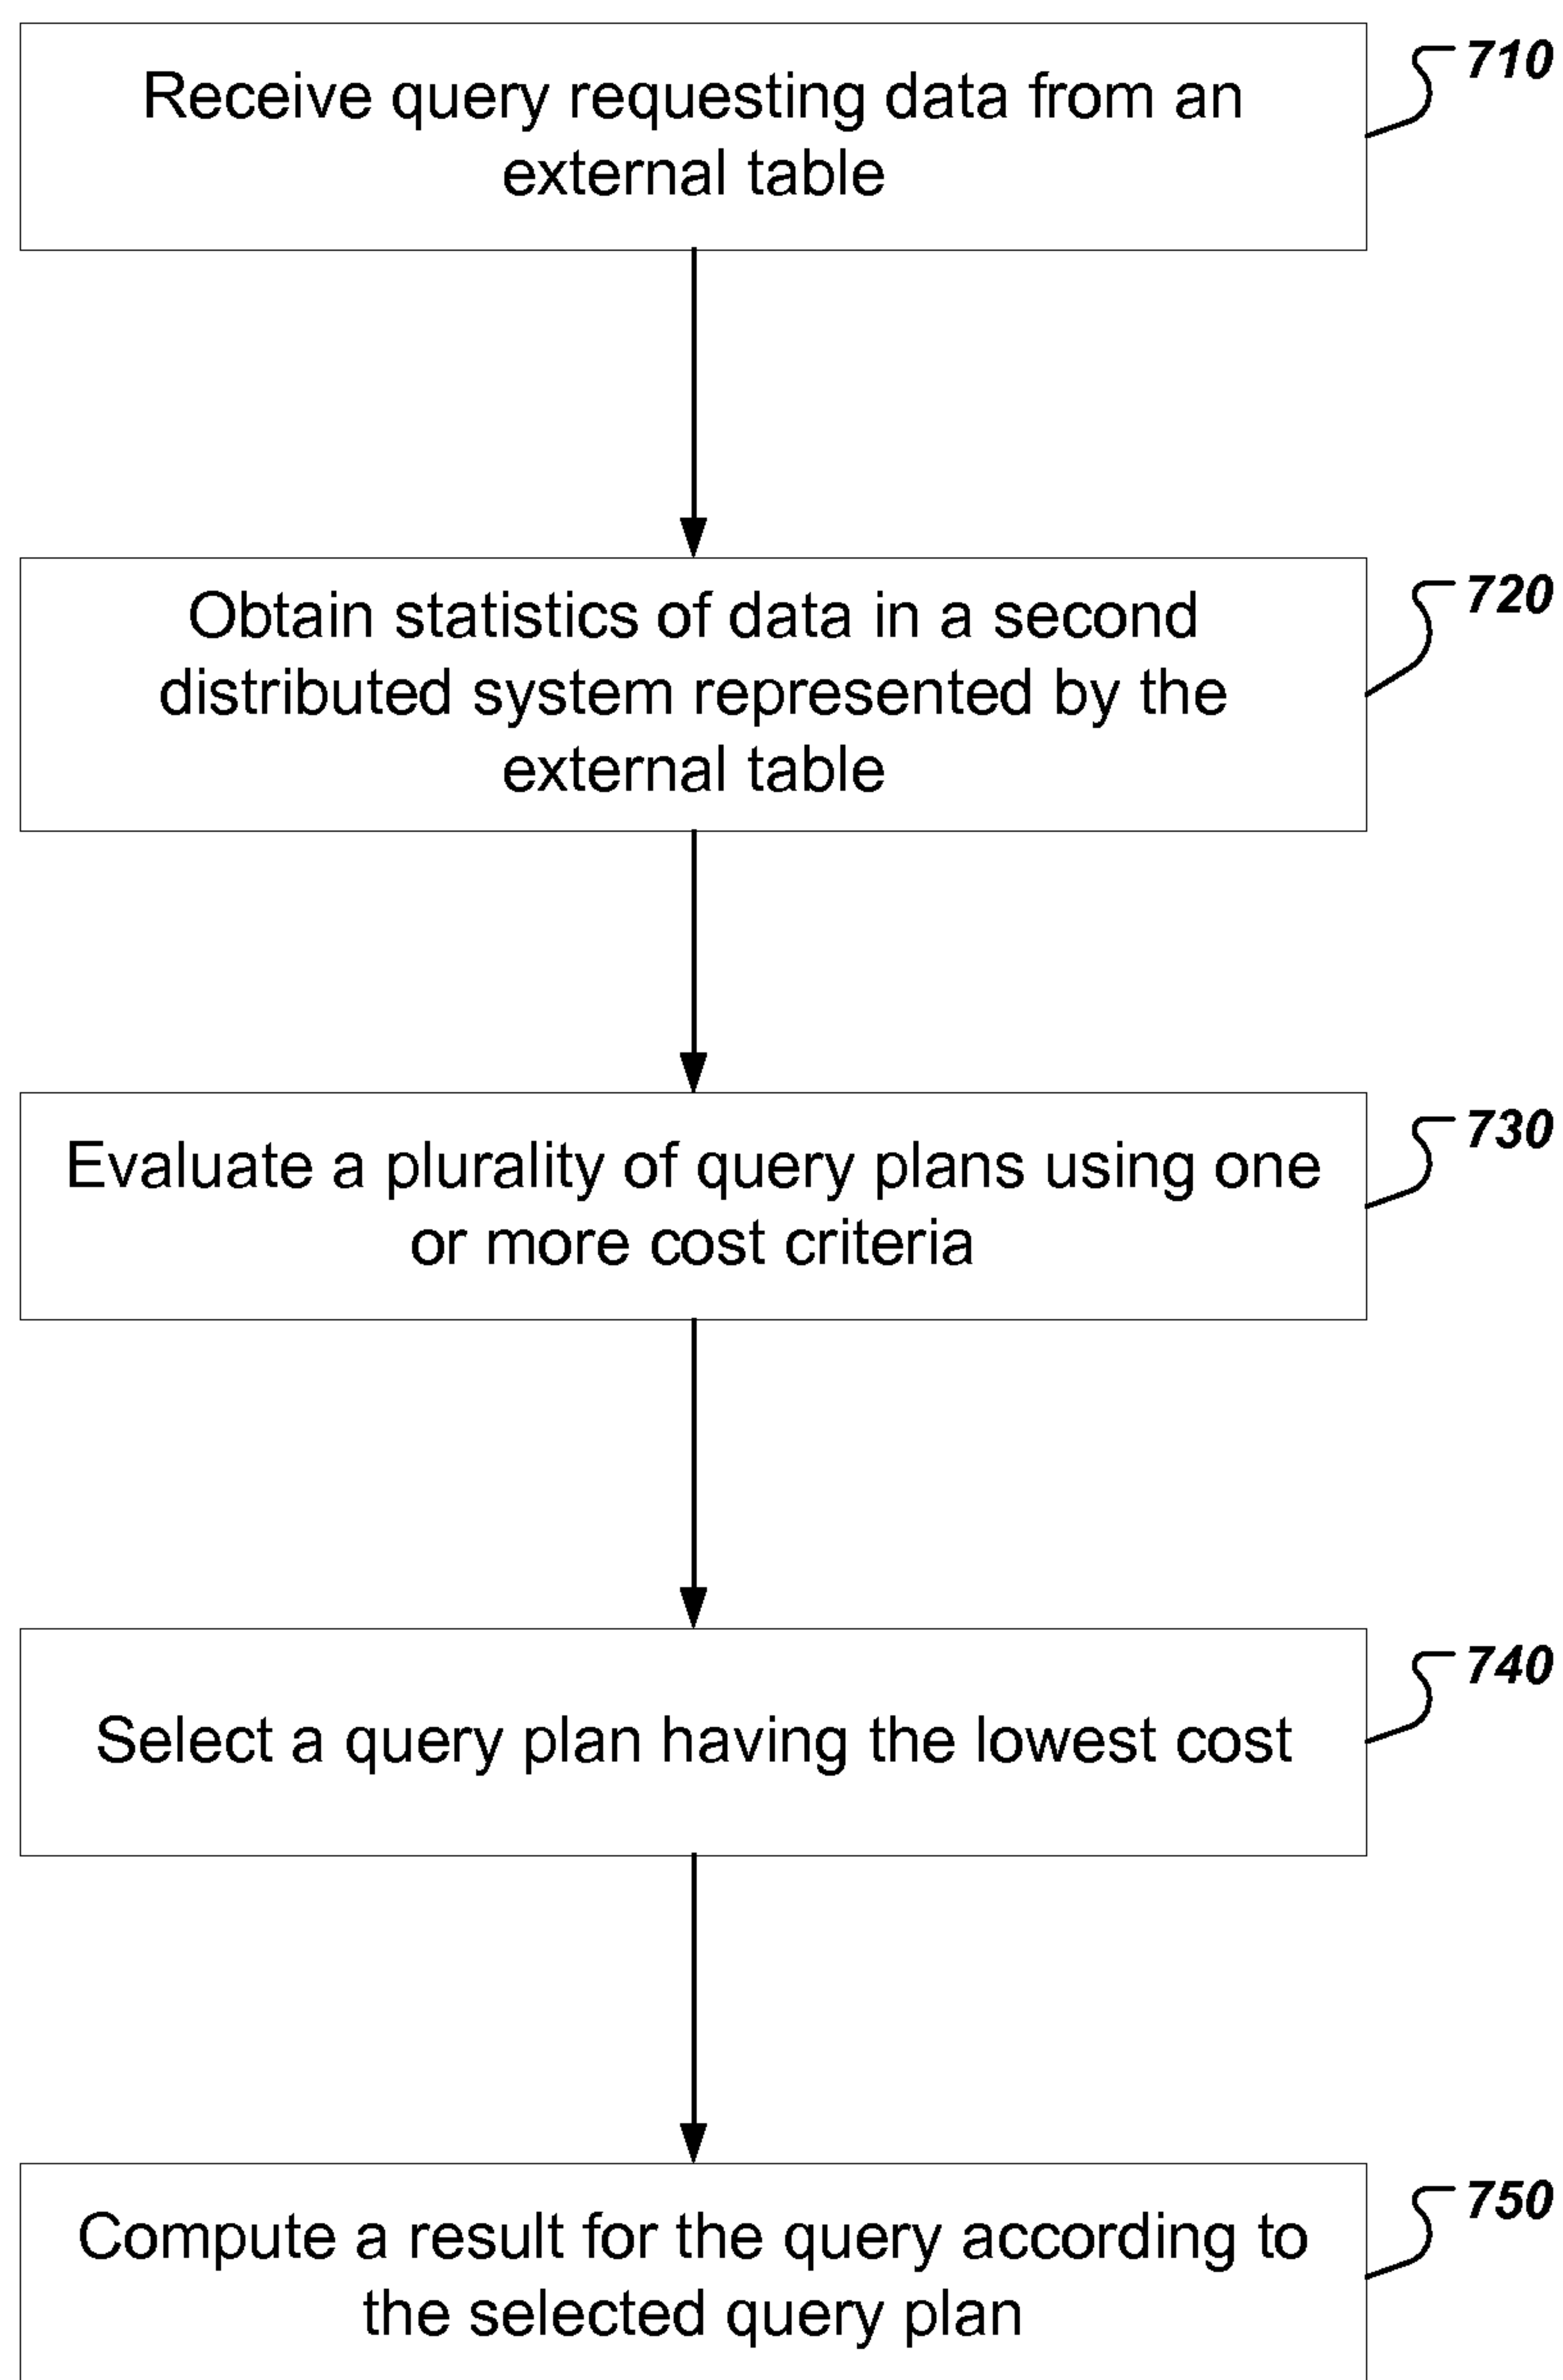 Receive query requesting data from an
external table
710
Obtain statistics of data in a second
distributed system represented by the
external table
720
Evaluate a plurality of query plans using one
or more cost criteria
730
Select a query plan having the lowest cost
740
Compute a result for the query according to
the selected query plan
750